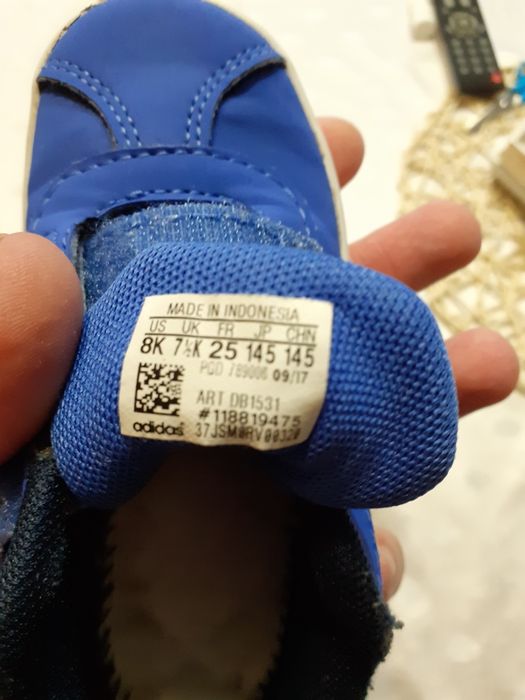 MADE IN INDONESIA
US UK FR JP CHN
8K 7½K 25 145 145
PGD 789006 09/17
ART DB1531
#118819475
adidas 37JSM0RV00320